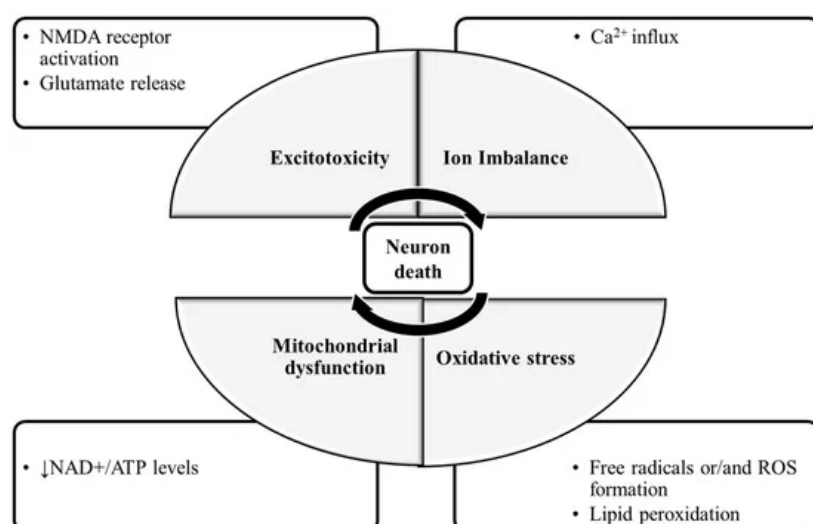 • NMDA receptor
activation
• Glutamate release
• Ca²⁺ influx
Excitotoxicity
Ion Imbalance
Neuron
death
Mitochondrial
dysfunction
Oxidative stress
• ↓NAD+/ATP levels
• Free radicals or/and ROS
formation
• Lipid peroxidation